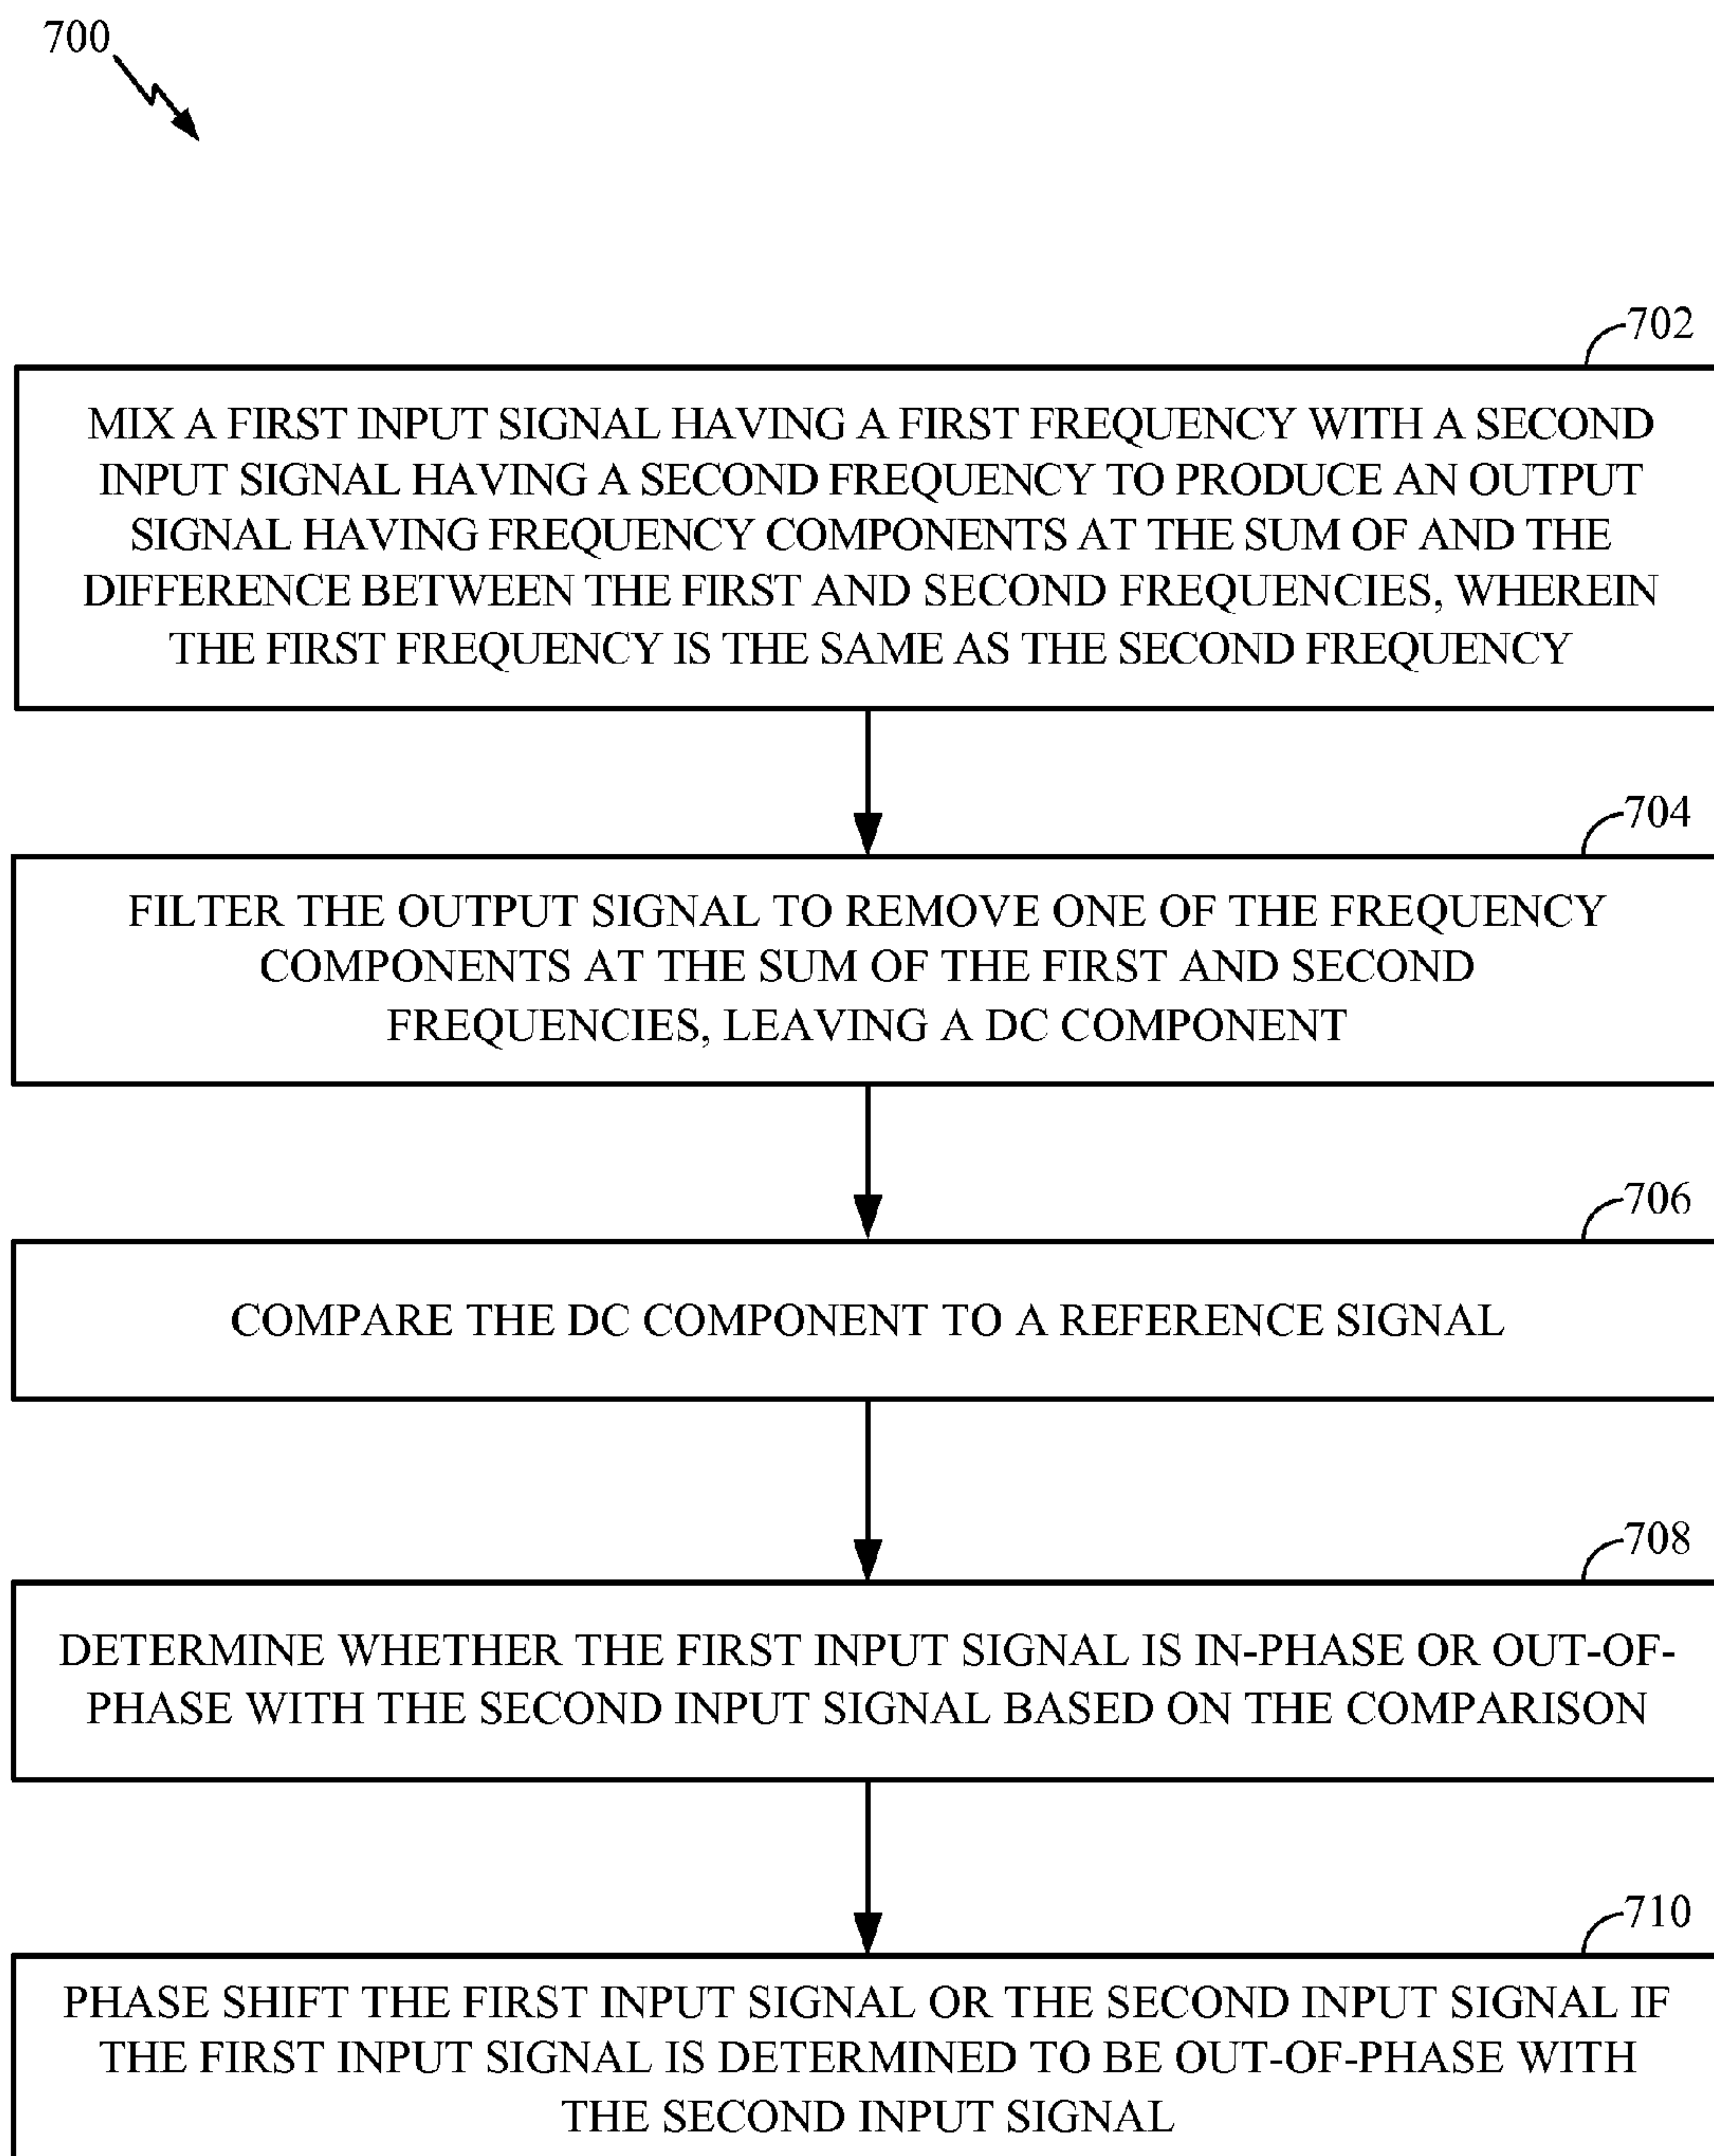 700
702
MIX A FIRST INPUT SIGNAL HAVING A FIRST FREQUENCY WITH A SECOND
INPUT SIGNAL HAVING A SECOND FREQUENCY TO PRODUCE AN OUTPUT
SIGNAL HAVING FREQUENCY COMPONENTS AT THE SUM OF AND THE
DIFFERENCE BETWEEN THE FIRST AND SECOND FREQUENCIES, WHEREIN
THE FIRST FREQUENCY IS THE SAME AS THE SECOND FREQUENCY
704
FILTER THE OUTPUT SIGNAL TO REMOVE ONE OF THE FREQUENCY
COMPONENTS AT THE SUM OF THE FIRST AND SECOND
FREQUENCIES, LEAVING A DC COMPONENT
706
COMPARE THE DC COMPONENT TO A REFERENCE SIGNAL
708
DETERMINE WHETHER THE FIRST INPUT SIGNAL IS IN-PHASE OR OUT-OF-
PHASE WITH THE SECOND INPUT SIGNAL BASED ON THE COMPARISON
710
PHASE SHIFT THE FIRST INPUT SIGNAL OR THE SECOND INPUT SIGNAL IF
THE FIRST INPUT SIGNAL IS DETERMINED TO BE OUT-OF-PHASE WITH
THE SECOND INPUT SIGNAL